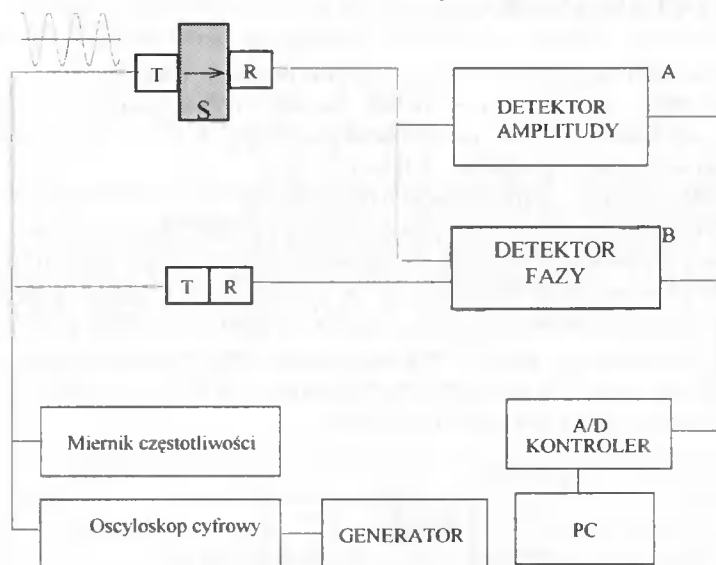 T
R
S
A
DETEKTOR
AMPLITUDY
B
DETEKTOR
FAZY
T
R
Miernik częstotliwości
A/D
KONTROLER
Oscyloskop cyfrowy
GENERATOR
PC